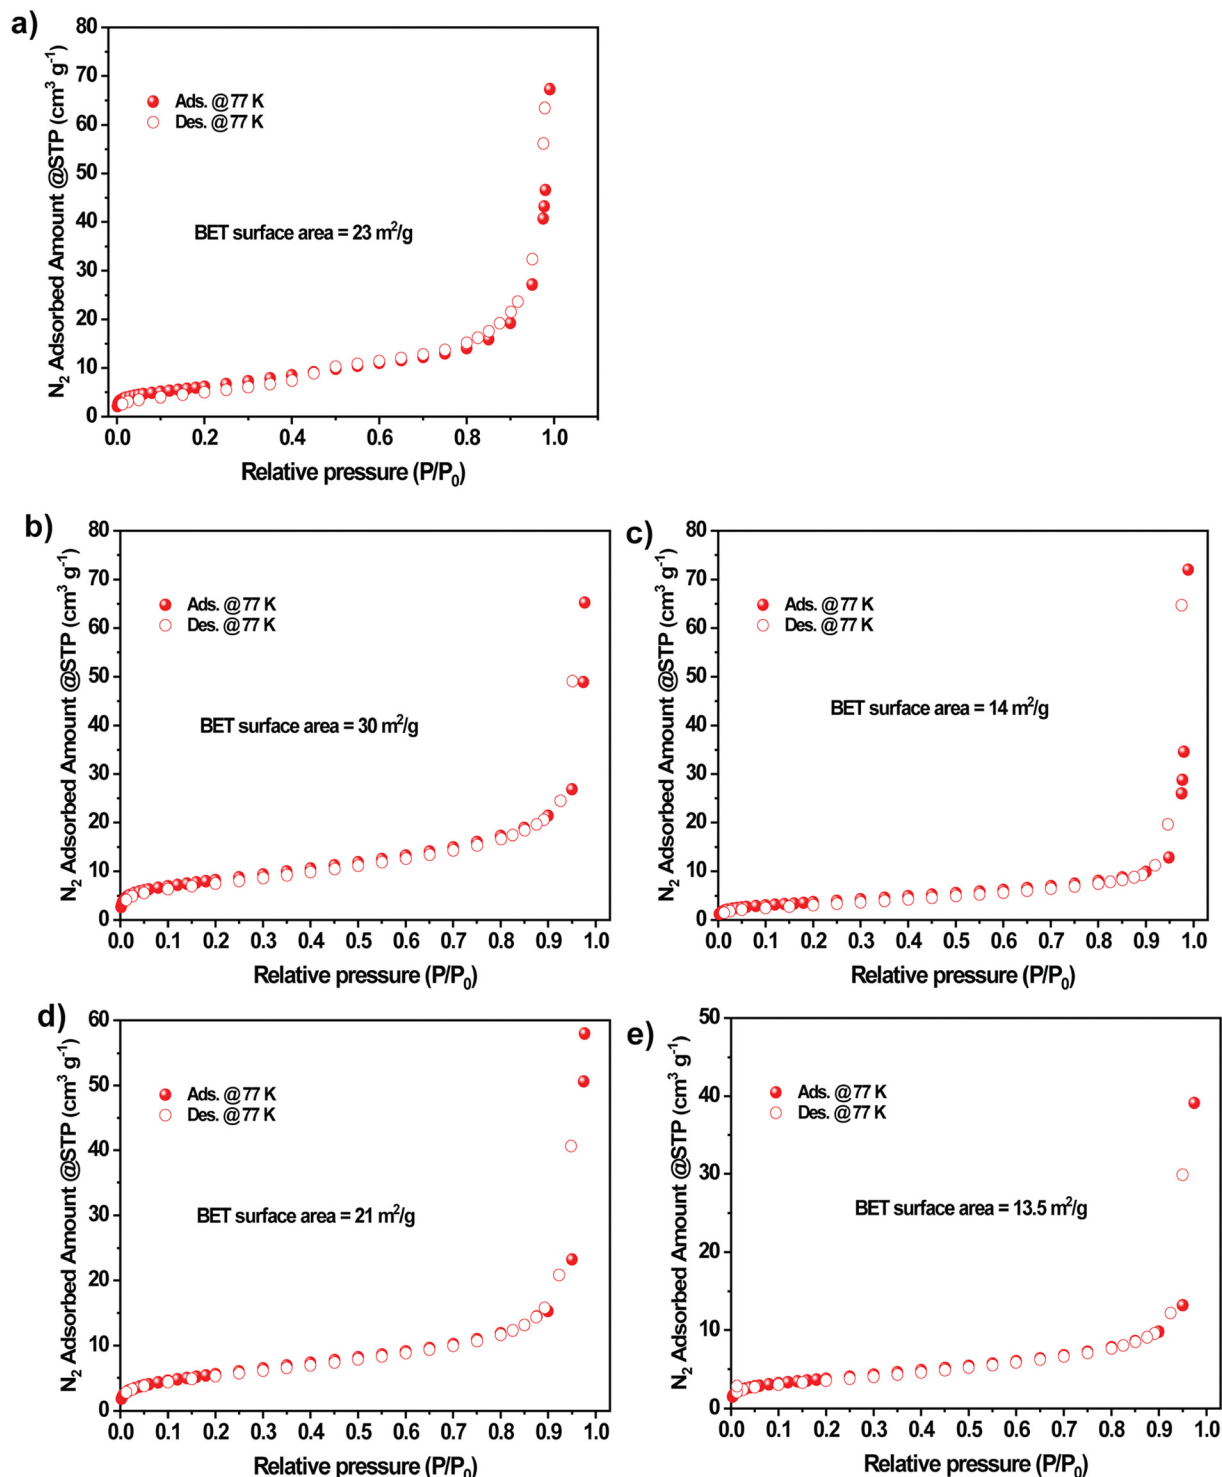 a)
N2 Adsorbed Amount @STP (cm3 g-1)
80
70
60
50
40
30
20
10
0
Ads. @77 K
Des. @77 K
BET surface area = 23 m2/g
0.0 0.2 0.4 0.6 0.8 1.0
Relative pressure (P/P0)
b)
N2 Adsorbed Amount @STP (cm3 g-1)
80
70
60
50
40
30
20
10
0
Ads. @77 K
Des. @77 K
BET surface area = 30 m2/g
0.0 0.1 0.2 0.3 0.4 0.5 0.6 0.7 0.8 0.9 1.0
Relative pressure (P/P0)
c)
N2 Adsorbed Amount @STP (cm3 g-1)
80
70
60
50
40
30
20
10
0
Ads. @77 K
Des. @77 K
BET surface area = 14 m2/g
0.0 0.1 0.2 0.3 0.4 0.5 0.6 0.7 0.8 0.9 1.0
Relative pressure (P/P0)
d)
N2 Adsorbed Amount @STP (cm3 g-1)
60
50
40
30
20
10
0
Ads. @77 K
Des. @77 K
BET surface area = 21 m2/g
0.0 0.1 0.2 0.3 0.4 0.5 0.6 0.7 0.8 0.9 1.0
Relative pressure (P/P0)
e)
N2 Adsorbed Amount @STP (cm3 g-1)
50
40
30
20
10
0
Ads. @77 K
Des. @77 K
BET surface area = 13.5 m2/g
0.0 0.1 0.2 0.3 0.4 0.5 0.6 0.7 0.8 0.9 1.0
Relative pressure (P/P0)